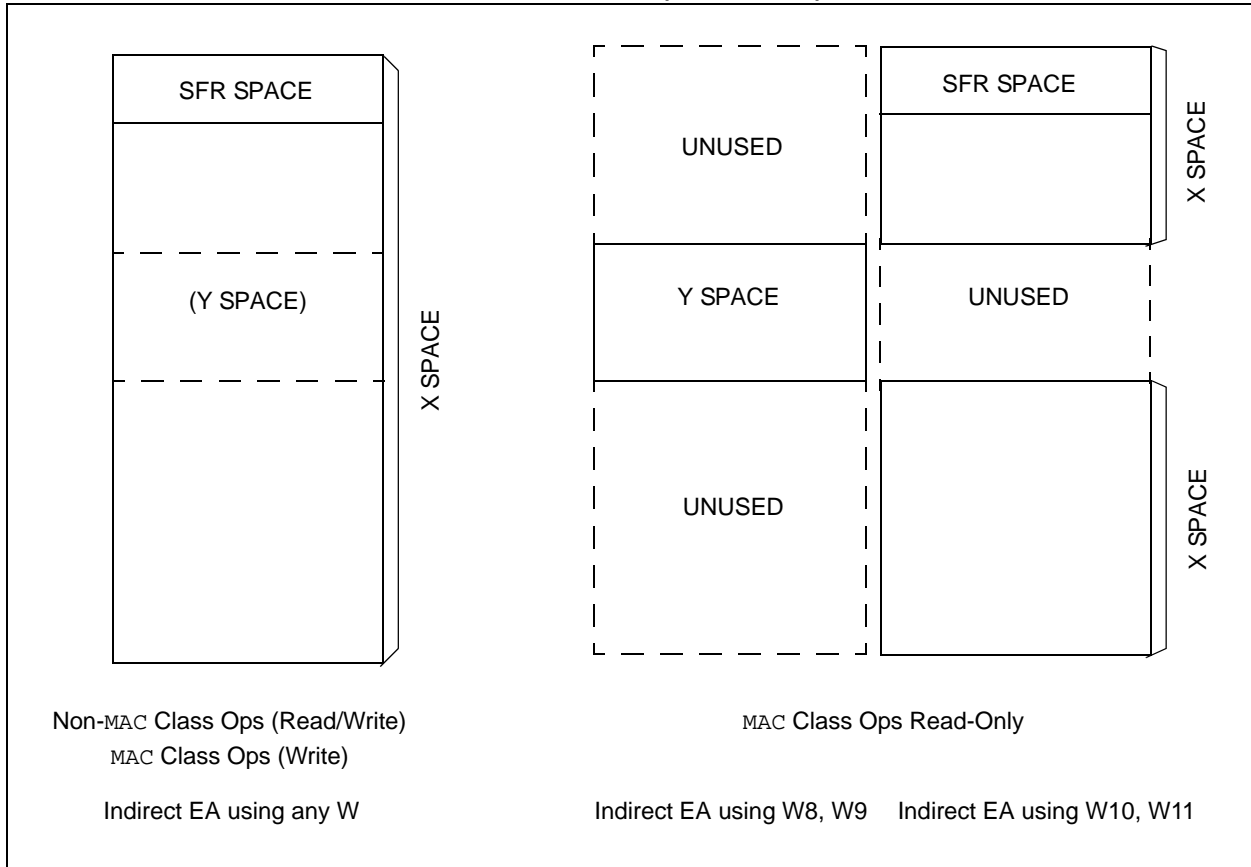 SFR SPACE
(Y SPACE)
X SPACE
Non-MAC Class Ops (Read/Write)
MAC Class Ops (Write)
Indirect EA using any W
UNUSED
Y SPACE
UNUSED
SFR SPACE
X SPACE
UNUSED
X SPACE
MAC Class Ops Read-Only
Indirect EA using W8, W9
Indirect EA using W10, W11